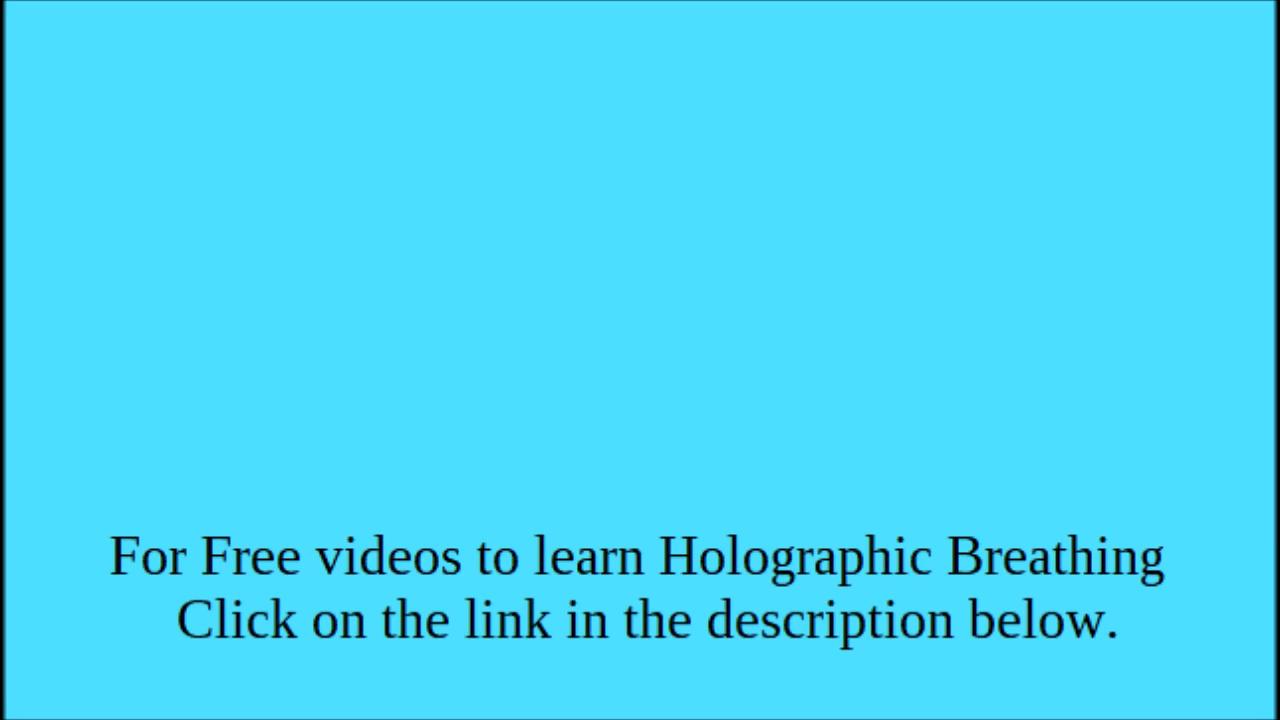 For Free videos to learn Holographic Breathing
Click on the link in the description below.